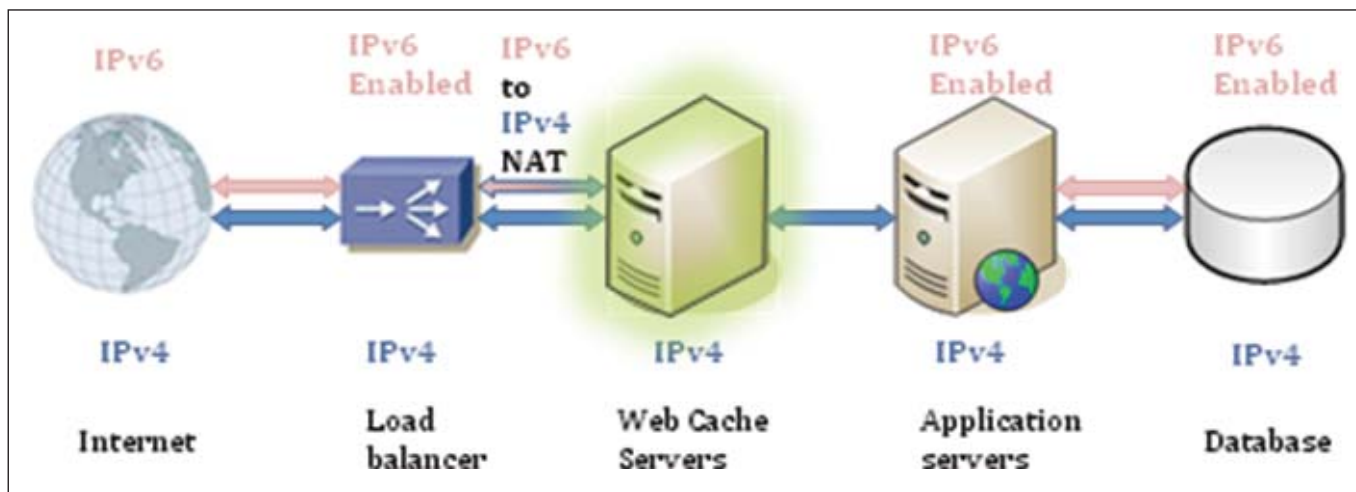 IPv6
IPv6
Enabled
IPv6
to
IPv4
NAT
IPv6
Enabled
IPv6
Enabled
IPv4
IPv4
IPv4
IPv4
IPv4
Internet
Load
balancer
Web Cache
Servers
Application
servers
Database